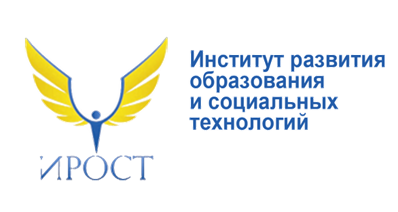 Институт развития
образования
и социальных
технологий
ИРОСТ